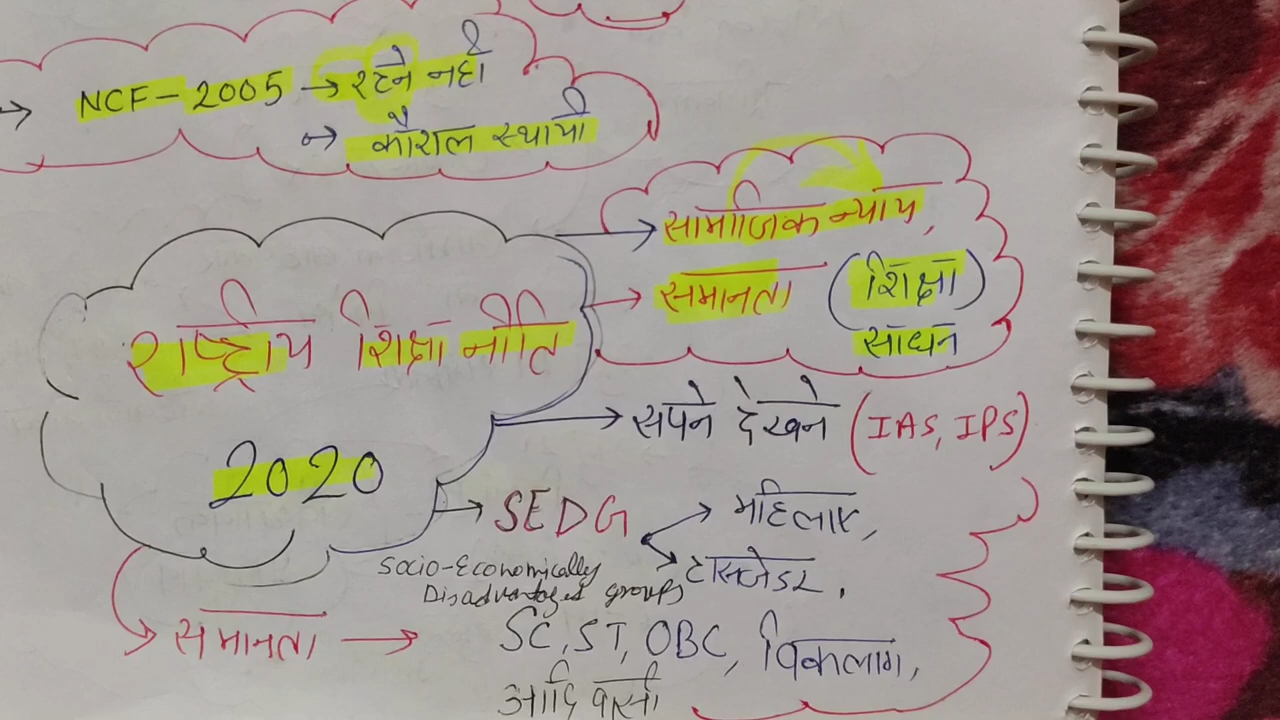 → NCF-2005 → रटने नहीं
→ कौशल स्थायी
राष्ट्रीय शिक्षा नीति
2020
→ सामाजिक न्याय,
→ समानता (शिक्षा)
साधन
→ सपने देखने (IAS, IPS)
→ SEDG → महिलाए,
Socio-Economically
Disadvantaged groups
→ ट्रांसजेंडर,
समानता →
SC, ST, OBC, विकलांग,
आदिवासी